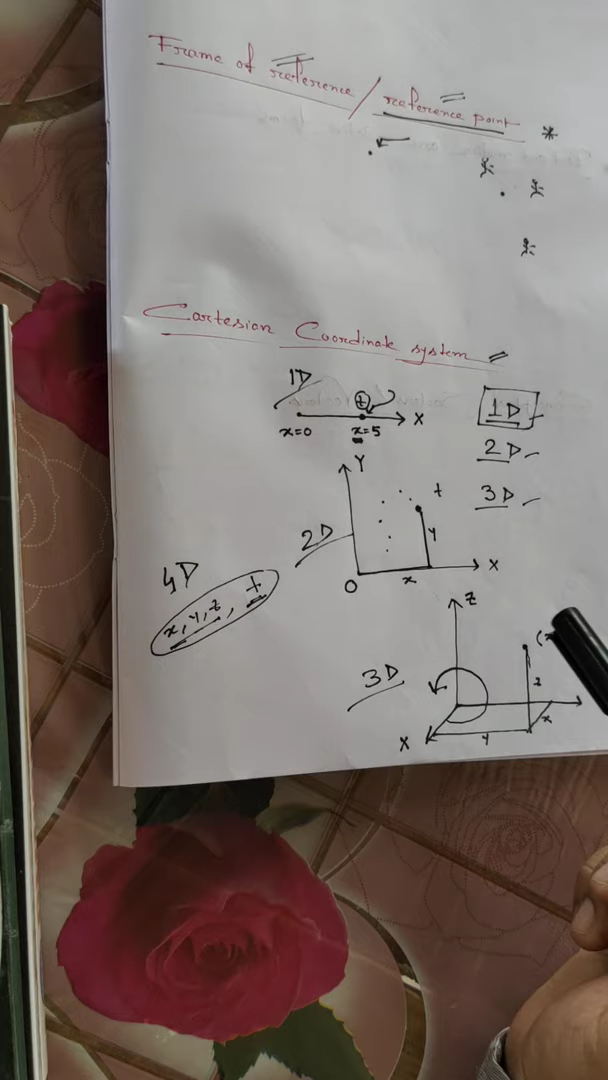 Frame of reference / reference point *
Cartesian Coordinate system
1D
t
X
x=0
x=5
1D
2D
3D
Y
t
2D
y
X
O
x
4D
x, y, z, t
Z
3D
(x
z
x
y
X